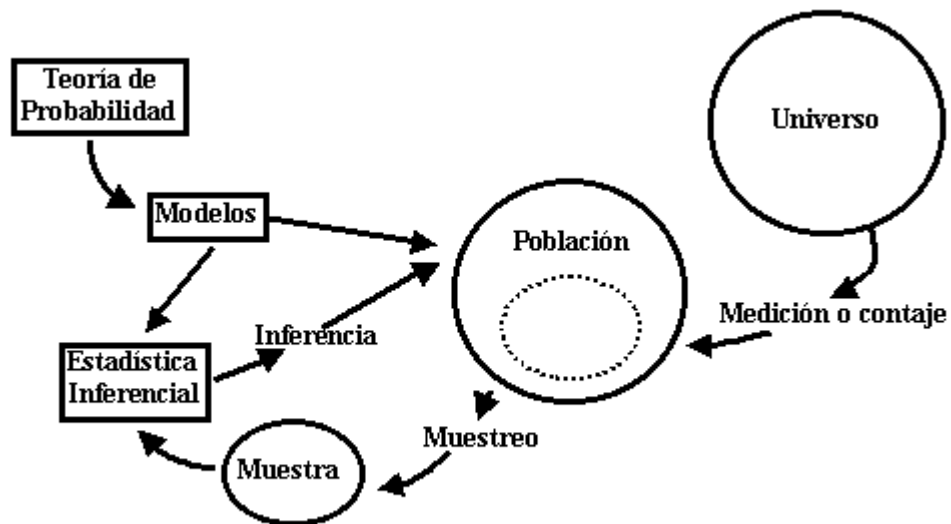 Teoría de
Probabilidad
Universo
Modelos
Población
Medición o contaje
Inferencia
Estadística
Inferencial
Muestreo
Muestra